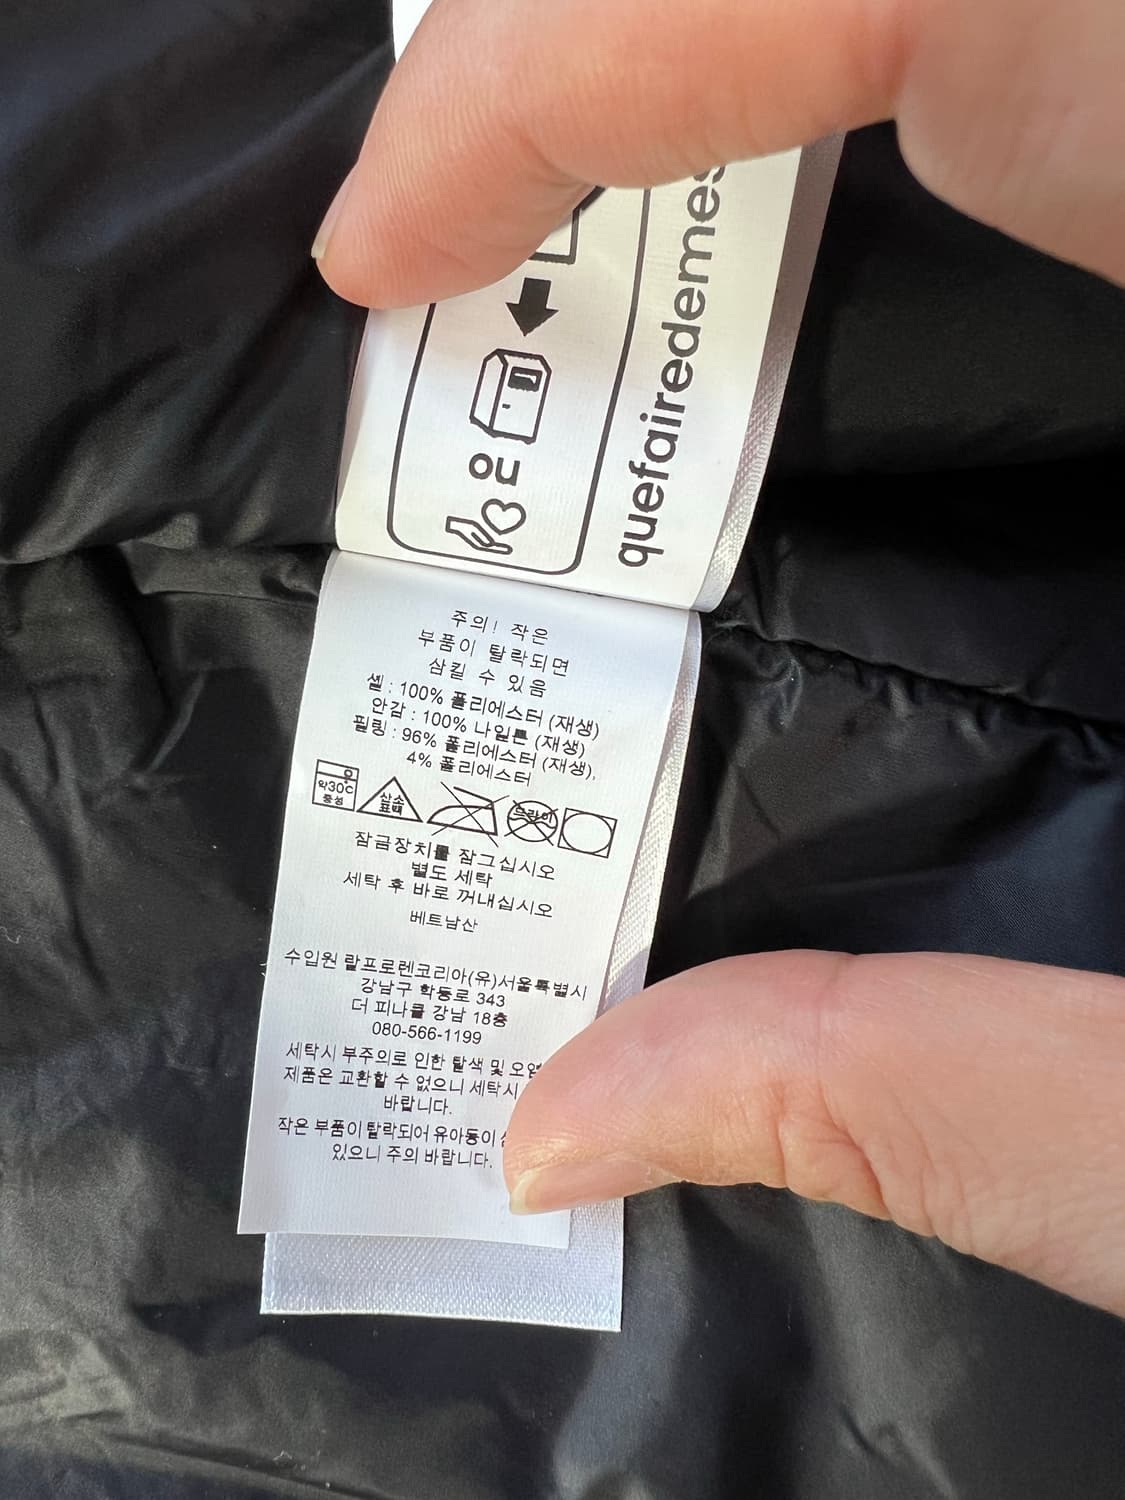 OU
quefairedemes
주의! 작은
부품이 탈락되면
삼킬 수 있음
셸 : 100% 폴리에스터 (재생)
안감 : 100% 나일론 (재생)
필링 : 96% 폴리에스터 (재생),
4% 폴리에스터
약30℃
중성
산소
표백
드라이
잠금장치를 잠그십시오
별도 세탁
세탁 후 바로 꺼내십시오
베트남산
수입원 랄프로렌코리아(유)서울특별시
강남구 학동로 343
더 피나클 강남 18층
080-566-1199
세탁시 부주의로 인한 탈색 및 오염
제품은 교환할 수 없으니 세탁시
바랍니다.
작은 부품이 탈락되어 유아등이
있으니 주의 바랍니다.